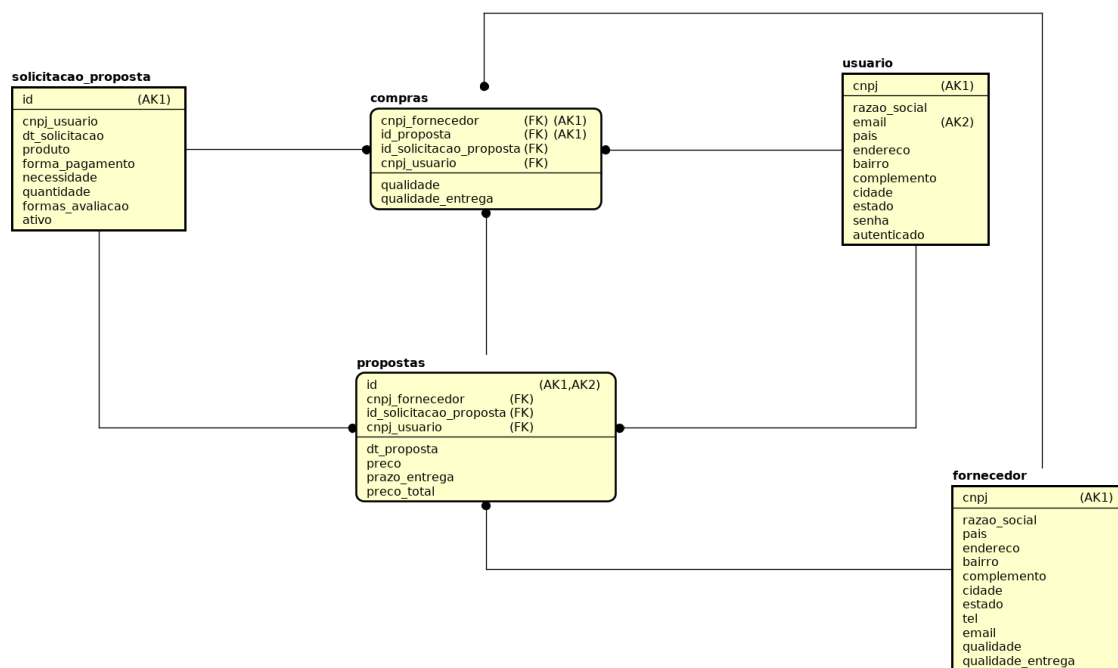 solicitacao_proposta
id (AK1)
cnpj_usuario
dt_solicitacao
produto
forma_pagamento
necessidade
quantidade
formas_avaliacao
ativo
compras
cnpj_fornecedor (FK) (AK1)
id_proposta (FK) (AK1)
id_solicitacao_proposta (FK)
cnpj_usuario (FK)
qualidade
qualidade_entrega
usuario
cnpj (AK1)
razao_social
email (AK2)
pais
endereco
bairro
complemento
cidade
estado
senha
autenticado
propostas
id (AK1,AK2)
cnpj_fornecedor (FK)
id_solicitacao_proposta (FK)
cnpj_usuario (FK)
dt_proposta
preco
prazo_entrega
preco_total
fornecedor
cnpj (AK1)
razao_social
pais
endereco
bairro
complemento
cidade
estado
tel
email
qualidade
qualidade_entrega